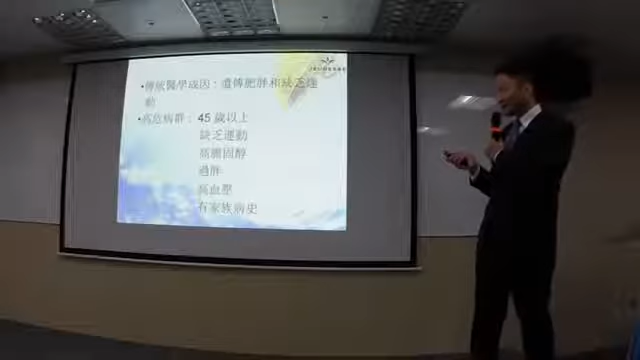 •傳統醫學成因：遺傳肥胖和缺乏運
動
•高危病群： 45 歲以上
缺乏運動
高膽固醇
過胖
高血壓
有家族病史